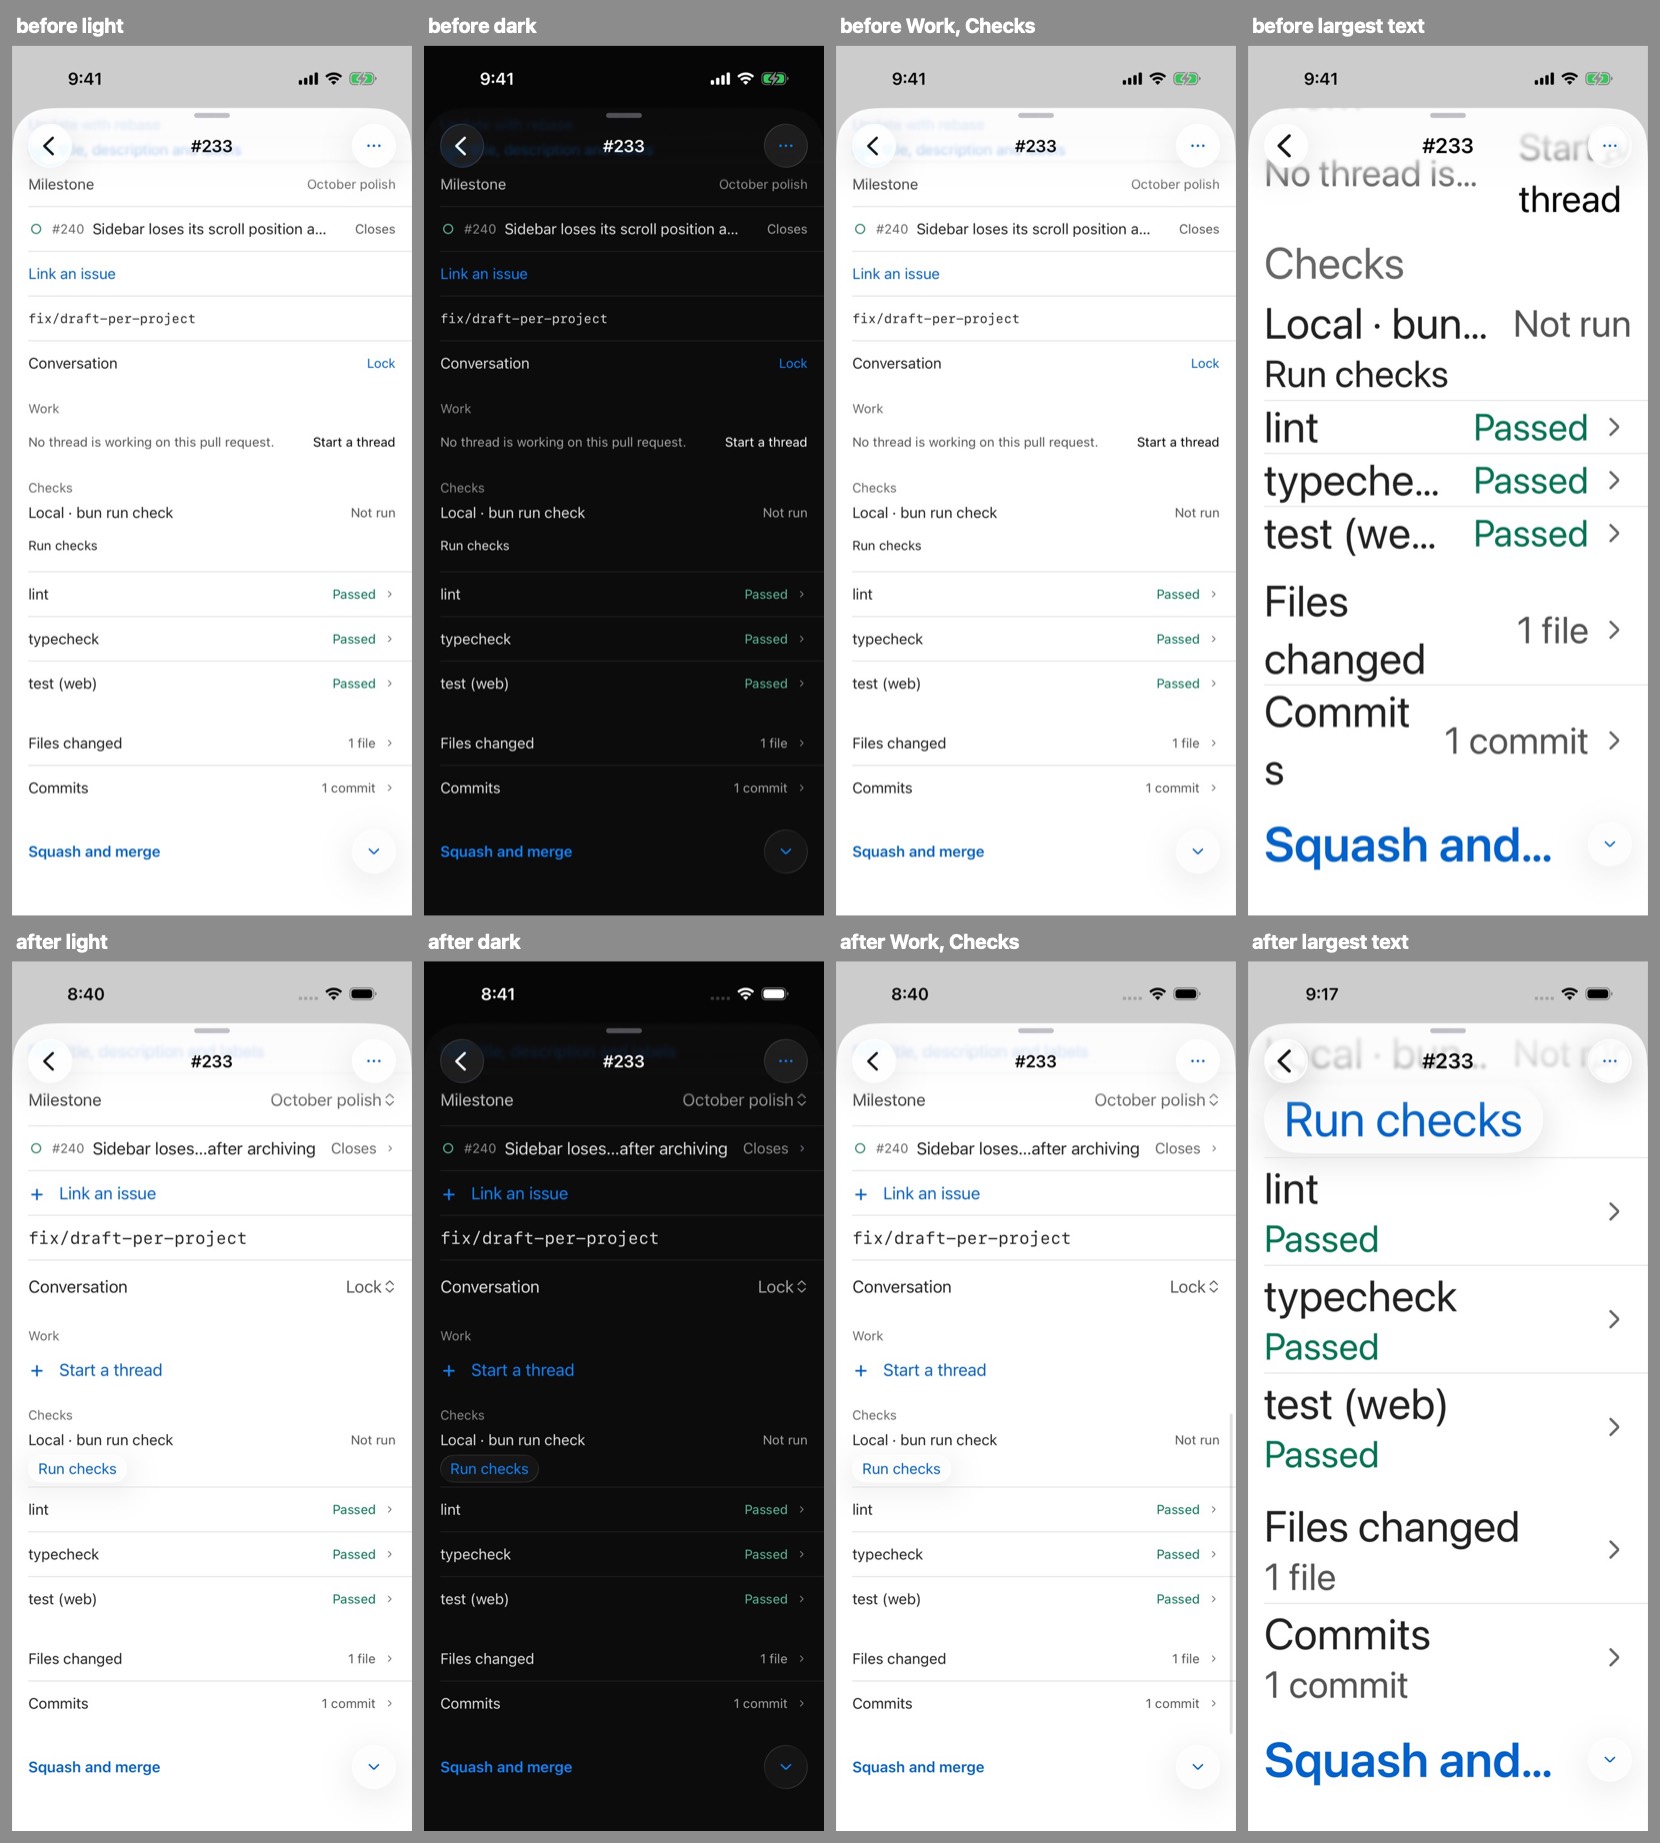 before light
9:41
#233
Milestone October polish
#240 Sidebar loses its scroll position a... Closes
Link an issue
fix/draft-per-project
Conversation Lock
Work
No thread is working on this pull request. Start a thread
Checks
Local · bun run check Not run
Run checks
lint Passed
typecheck Passed
test (web) Passed
Files changed 1 file
Commits 1 commit
Squash and merge
before dark
9:41
#233
Milestone October polish
#240 Sidebar loses its scroll position a... Closes
Link an issue
fix/draft-per-project
Conversation Lock
Work
No thread is working on this pull request. Start a thread
Checks
Local · bun run check Not run
Run checks
lint Passed
typecheck Passed
test (web) Passed
Files changed 1 file
Commits 1 commit
Squash and merge
before Work, Checks
9:41
#233
Milestone October polish
#240 Sidebar loses its scroll position a... Closes
Link an issue
fix/draft-per-project
Conversation Lock
Work
No thread is working on this pull request. Start a thread
Checks
Local · bun run check Not run
Run checks
lint Passed
typecheck Passed
test (web) Passed
Files changed 1 file
Commits 1 commit
Squash and merge
before largest text
9:41
#233
Start
No thread is...
thread
Checks
Local · bun... Not run
Run checks
lint Passed
typeche... Passed
test (we... Passed
Files
changed 1 file
Commit
s 1 commit
Squash and...
after light
8:40
description and labels
#233
Milestone October polish
#240 Sidebar loses...after archiving Closes
+ Link an issue
fix/draft-per-project
Conversation Lock
Work
+ Start a thread
Checks
Local · bun run check Not run
Run checks
lint Passed
typecheck Passed
test (web) Passed
Files changed 1 file
Commits 1 commit
Squash and merge
after dark
8:41
description and labels
#233
Milestone October polish
#240 Sidebar loses...after archiving Closes
+ Link an issue
fix/draft-per-project
Conversation Lock
Work
+ Start a thread
Checks
Local · bun run check Not run
Run checks
lint Passed
typecheck Passed
test (web) Passed
Files changed 1 file
Commits 1 commit
Squash and merge
after Work, Checks
8:40
description and labels
#233
Milestone October polish
#240 Sidebar loses...after archiving Closes
+ Link an issue
fix/draft-per-project
Conversation Lock
Work
+ Start a thread
Checks
Local · bun run check Not run
Run checks
lint Passed
typecheck Passed
test (web) Passed
Files changed 1 file
Commits 1 commit
Squash and merge
after largest text
9:17
#233
Run checks
lint
Passed
typecheck
Passed
test (web)
Passed
Files changed
1 file
Commits
1 commit
Squash and...